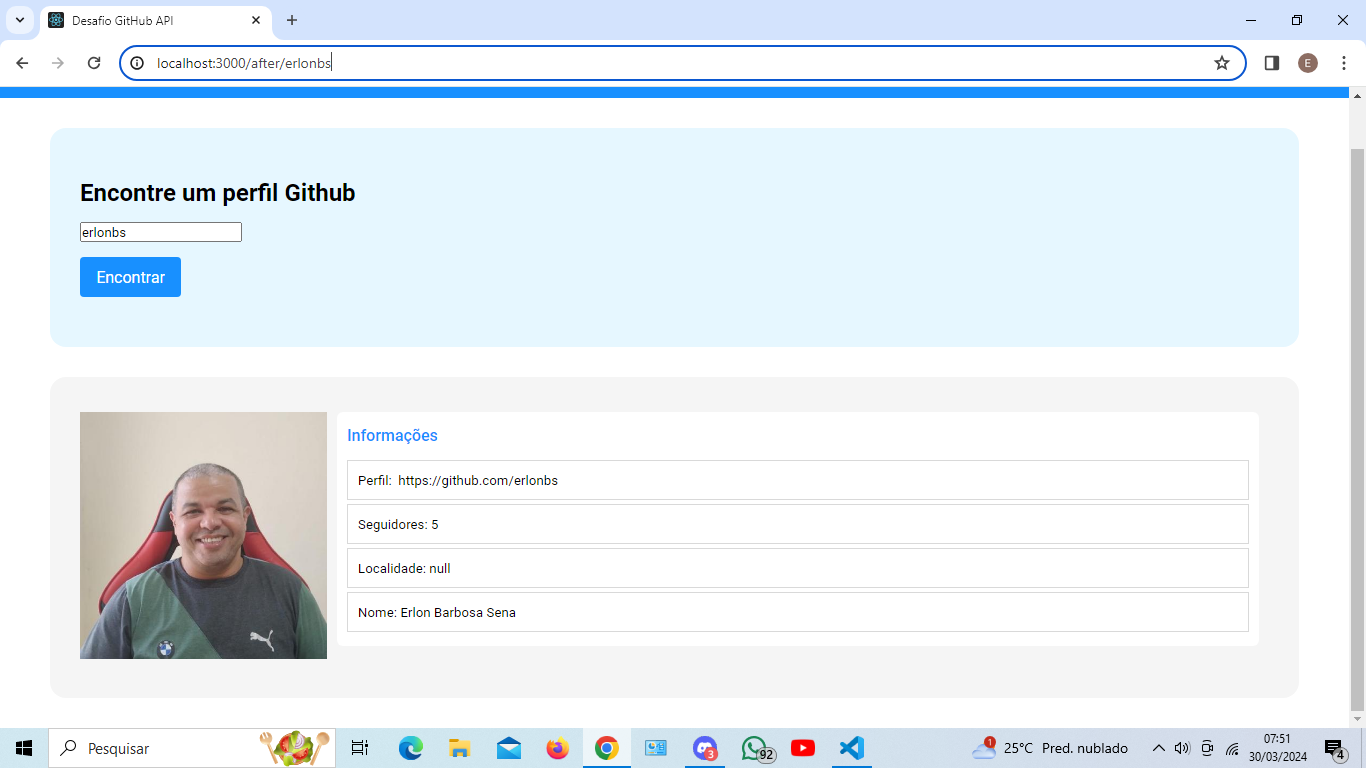 Desafio GitHub API
localhost:3000/after/erlonbs
E
Encontre um perfil Github
erlonbs
Encontrar
Informações
Perfil: https://github.com/erlonbs
Seguidores: 5
Localidade: null
Nome: Erlon Barbosa Sena
Pesquisar
3
92
1
25°C Pred. nublado
07:51
30/03/2024
4